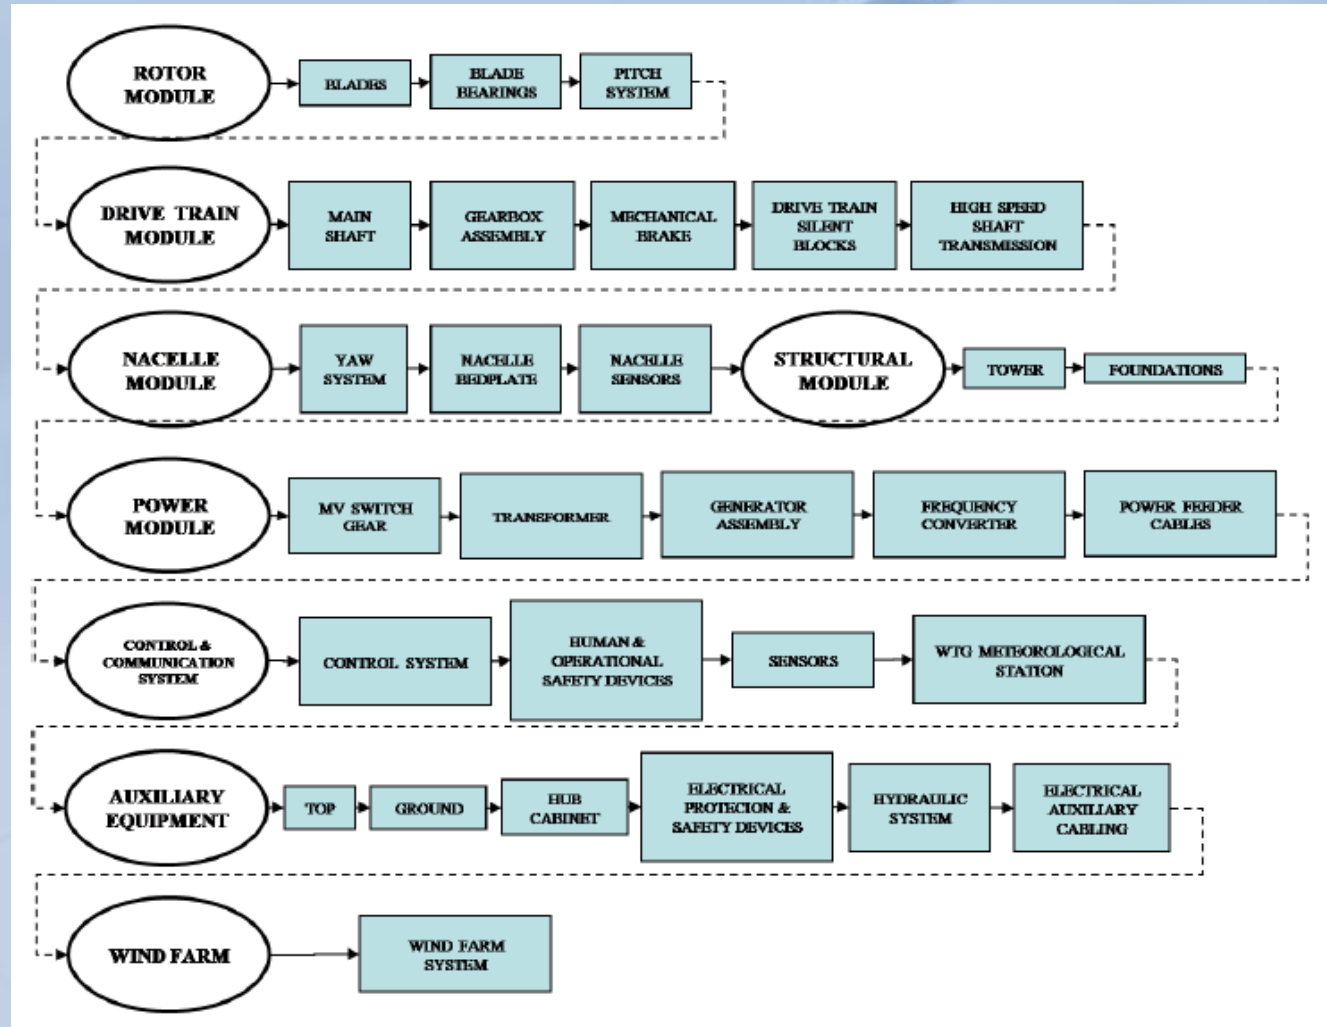 ROTOR
MODULE
BLADES
BLADE
BEARINGS
PITCH
SYSTEM
DRIVE TRAIN
MODULE
MAIN
SHAFT
GEARBOX
ASSEMBLY
MECHANICAL
BRAKE
DRIVE TRAIN
SILENT
BLOCKS
HIGH SPEED
SHAFT
TRANSMISSION
NACELLE
MODULE
YAW
SYSTEM
NACELLE
BEDPLATE
NACELLE
SENSORS
STRUCTURAL
MODULE
TOWER
FOUNDATIONS
POWER
MODULE
MV SWITCH
GEAR
TRANSFORMER
GENERATOR
ASSEMBLY
FREQUENCY
CONVERTER
POWER FEEDER
CABLES
CONTROL &
COMMUNICATION
SYSTEM
CONTROL SYSTEM
HUMAN &
OPERATIONAL
SAFETY DEVICES
SENSORS
WTG METEOROLOGICAL
STATION
AUXILIARY
EQUIPMENT
TOP
GROUND
HUB
CABINET
ELECTRICAL
PROTECION &
SAFETY DEVICES
HYDRAULIC
SYSTEM
ELECTRICAL
AUXILIARY
CABLING
WIND FARM
WIND FARM
SYSTEM